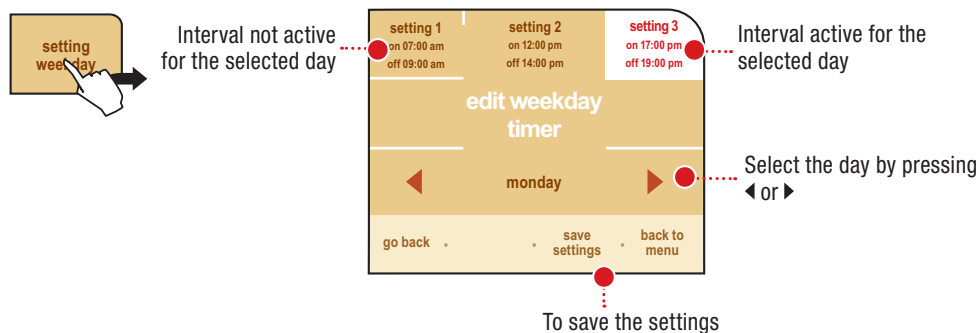 setting
weekday
Interval not active
for the selected day
setting 1
on 07:00 am
off 09:00 am
setting 2
on 12:00 pm
off 14:00 pm
setting 3
on 17:00 pm
off 19:00 pm
Interval active for the
selected day
edit weekday
timer
monday
Select the day by pressing
◀ or ▶
go back
save
settings
back to
menu
To save the settings